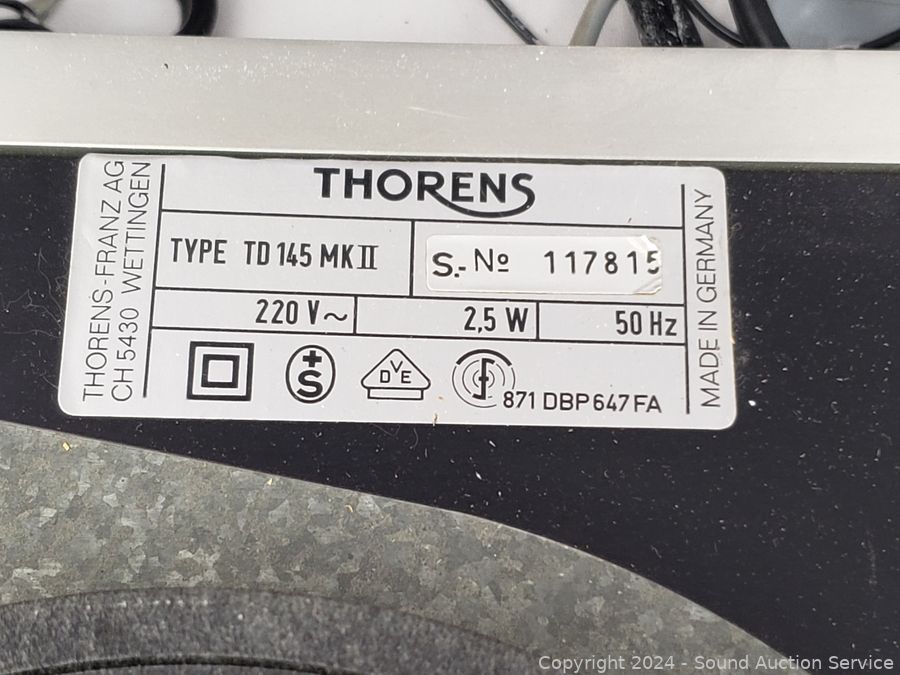 THORENS-FRANZ AG
CH 5430 WETTINGEN
THORENS
TYPE TD 145 MK II
S.- No 117815
220 V~
2,5 W
50 Hz
+S
DVE
871 DBP 647 FA
MADE IN GERMANY
Copyright 2024 - Sound Auction Service